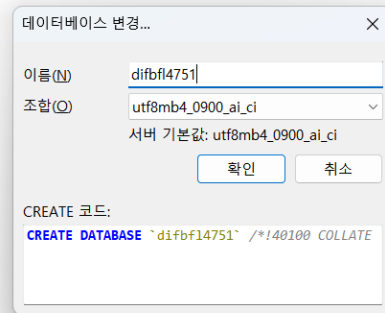 데이터베이스 변경...
이름(N)
difbfl4751
조합(O)
utf8mb4_0900_ai_ci
서버 기본값: utf8mb4_0900_ai_ci
확인
취소
CREATE 코드:
CREATE DATABASE `difbfl4751` /*!40100 COLLATE